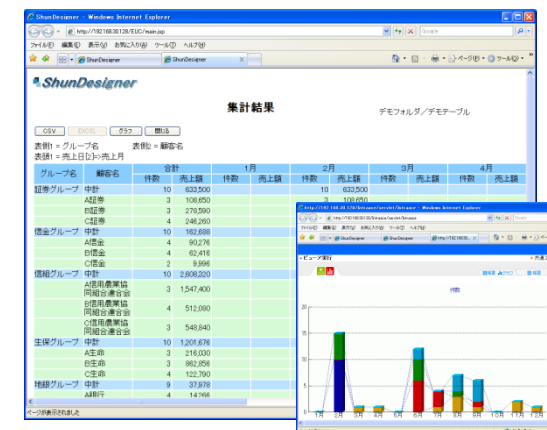 ShunDesigner - Windows Internet Explorer
http://192.168.30.128/EUC/main.jsp
Google
ファイル(F) 編集(E) 表示(V) お気に入り(A) ツール(T) ヘルプ(H)
ShunDesigner ShunDesigner ページ(P) ツール(O)
ShunDesigner
集計結果
デモフォルダ／デモテーブル
CSV EXCEL グラフ 閉じる
表側1 = グループ名 表側2 = 顧客名
表頭1 = 売上日[2]=>売上月
グループ名 顧客名 合計 1月 2月 3月 4月
件数 売上額 件数 売上額 件数 売上額 件数 売上額 件数 売上額
証券グループ 中計 10 633,500 10 633,500
A証券 3 108,650 3 108,650
B証券 3 278,590
C証券 4 246,260
信金グループ 中計 10 162,688
A信金 4 90,276
B信金 4 62,416
C信金 2 9,996
信組グループ 中計 10 2,608,320
A信用農業協同組合連合会 3 1,547,400
B信用農業協同組合連合会 4 512,080
C信用農業協同組合連合会 3 548,840
生保グループ 中計 10 1,201,676
A生命 3 216,030
B生命 3 862,856
C生命 4 122,790
地銀グループ 中計 9 37,978
A銀行 4 14,266
ページが表示されました
Windows Internet Explorer
ビューア実行
件数
20
15
10
5
0
1月 2月 3月 4月 5月 6月 7月 8月 9月 10月 11月 12月